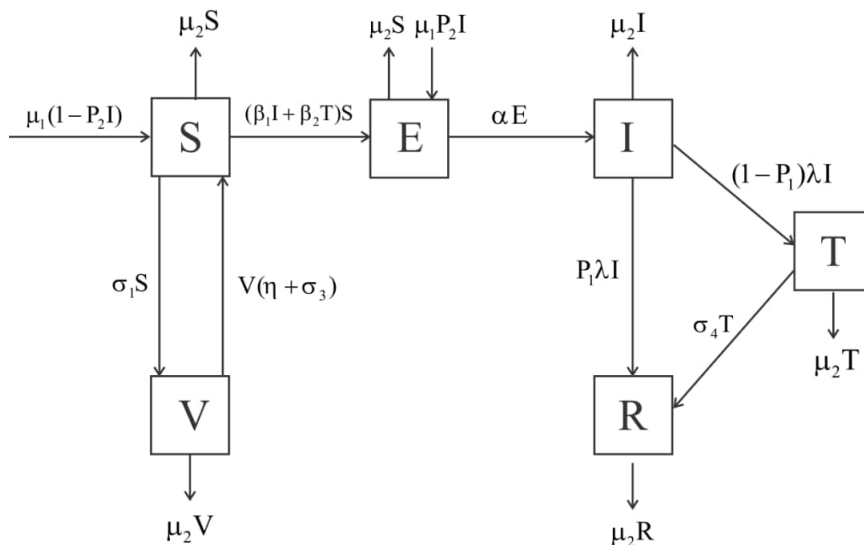 μ₂S
μ₂S μ₁P₂I
μ₂I
μ₁(1−P₂I)
S
(β₁I + β₂T)S
E
αE
I
(1−P₁)λI
T
σ₁S
V(η + σ₃)
P₁λI
σ₄T
μ₂T
V
R
μ₂V
μ₂R